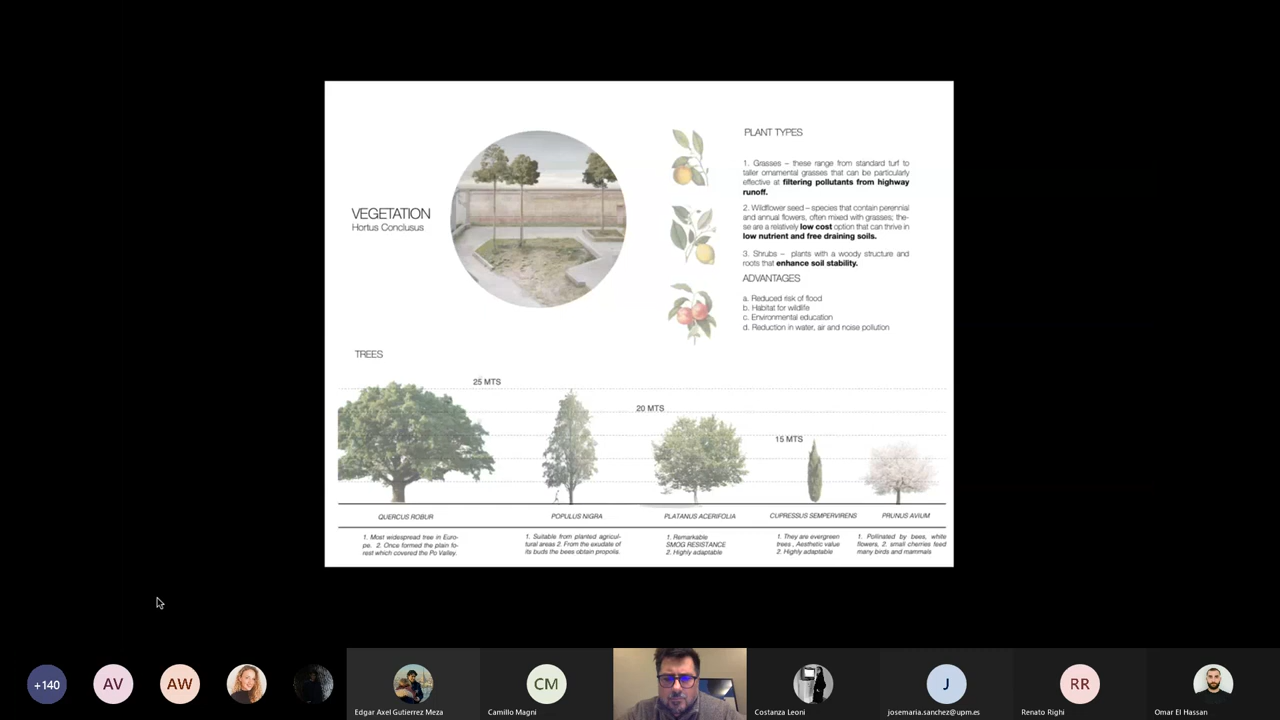 PLANT TYPES
1. Grasses – these range from standard turf to
taller ornamental grasses that can be particularly
effective at filtering pollutants from highway
runoff.
2. Wildflower seed – species that contain perennial
and annual flowers, often mixed with grasses; the-
se are a relatively low cost option that can thrive in
low nutrient and free draining soils.
3. Shrubs – plants with a woody structure and
roots that enhance soil stability.
VEGETATION
Hortus Conclusus
ADVANTAGES
a. Reduced risk of flood
b. Habitat for wildlife
c. Environmental education
d. Reduction in water, air and noise pollution
TREES
25 MTS
20 MTS
15 MTS
QUERCUS ROBUR
1. Most widespread tree in Euro-
pe. 2. Once formed the plain fo-
rest which covered the Po Valley.
POPULUS NIGRA
1. Suitable from planted agricul-
tural areas 2. From the exudate of
its buds the bees obtain propolis.
PLATANUS ACERIFOLIA
1. Remarkable
SMOG RESISTANCE
2. Highly adaptable
CUPRESSUS SEMPERVIRENS
1. They are evergreen
trees , Aesthetic value
2. Highly adaptable
PRUNUS AVIUM
1. Pollinated by bees, white
flowers, 2. small cherries feed
many birds and mammals
+140
AV
AW
Edgar Axel Gutierrez Meza
CM
Camillo Magni
Costanza Leoni
J
josemaria.sanchez@upm.es
RR
Renato Righi
Omar El Hassan